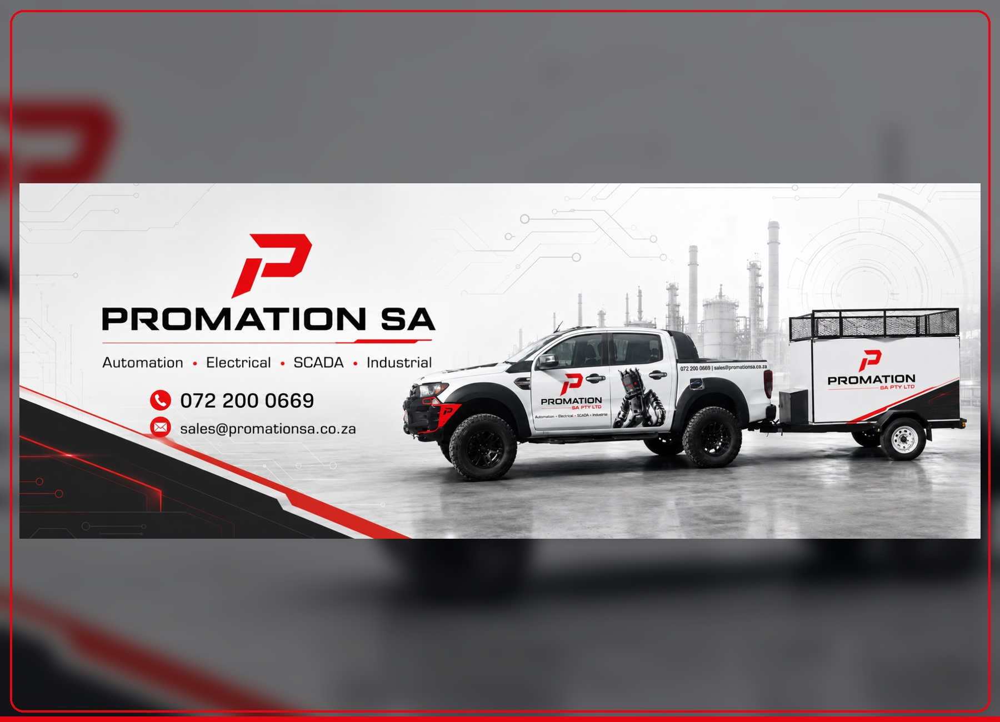 PROMATION SA
Automation • Electrical • SCADA • Industrial
072 200 0669
sales@promationsa.co.za
072 200 0669 | sales@promationsa.co.za
PROMATION
SA PTY LTD
Automation • Electrical • SCADA • Industrial
PROMATION
SA PTY LTD